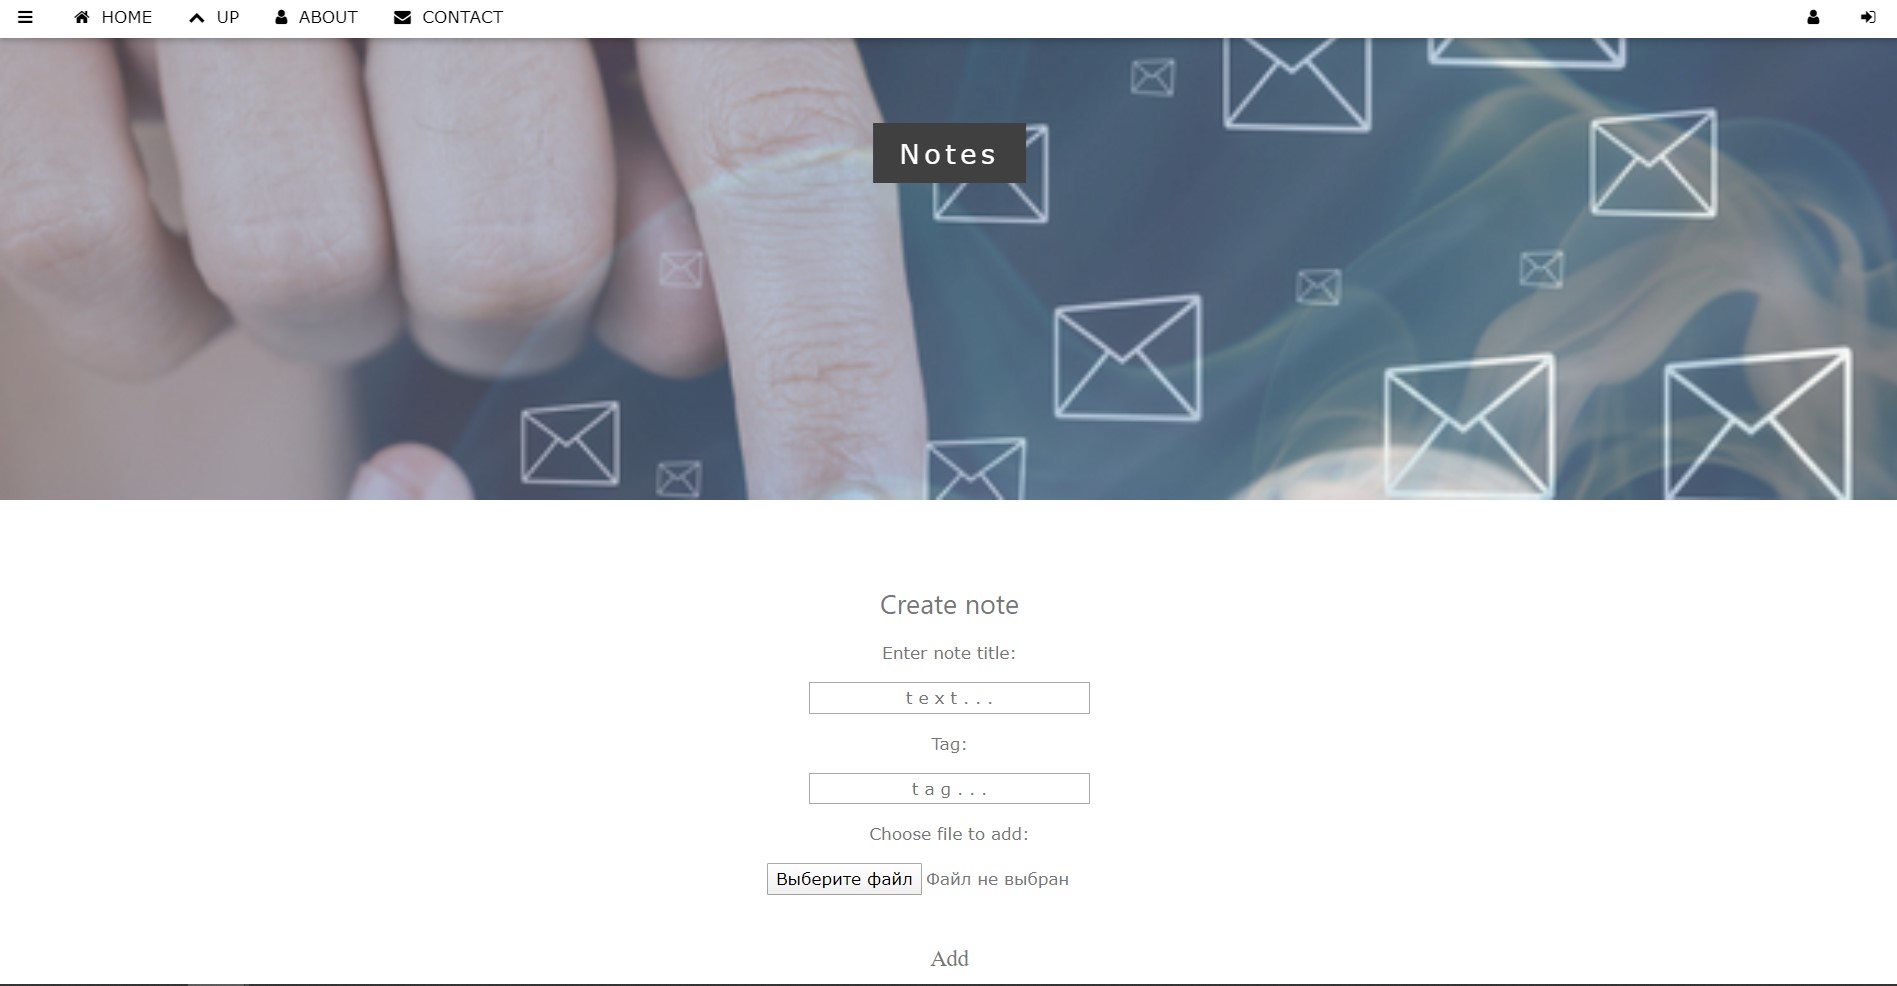 HOME UP ABOUT CONTACT
Notes
Create note
Enter note title:
text...
Tag:
tag...
Choose file to add:
Выберите файл Файл не выбран
Add